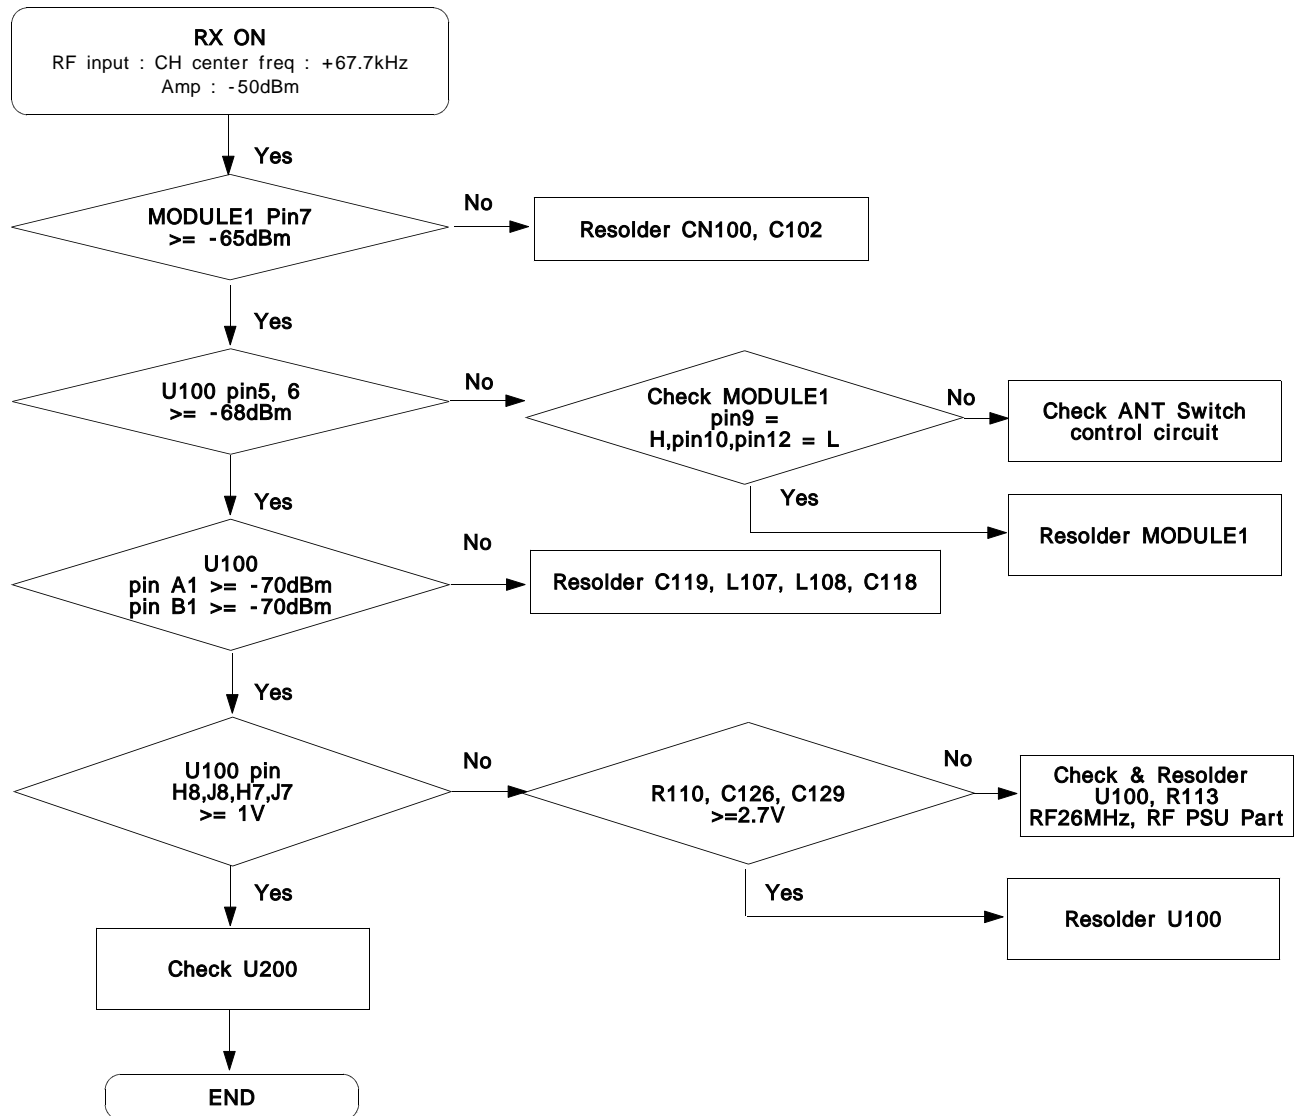 RX ON
RF input : CH center freq : +67.7kHz
Amp : -50dBm
Yes
MODULE1 Pin7
>= -65dBm
No
Resolder CN100, C102
Yes
U100 pin5, 6
>= -68dBm
No
Check MODULE1
pin9 =
H,pin10,pin12 = L
No
Check ANT Switch
control circuit
Yes
Resolder MODULE1
Yes
U100
pin A1 >= -70dBm
pin B1 >= -70dBm
No
Resolder C119, L107, L108, C118
Yes
U100 pin
H8,J8,H7,J7
>= 1V
No
R110, C126, C129
>=2.7V
No
Check & Resolder
U100, R113
RF26MHz, RF PSU Part
Yes
Resolder U100
Yes
Check U200
END